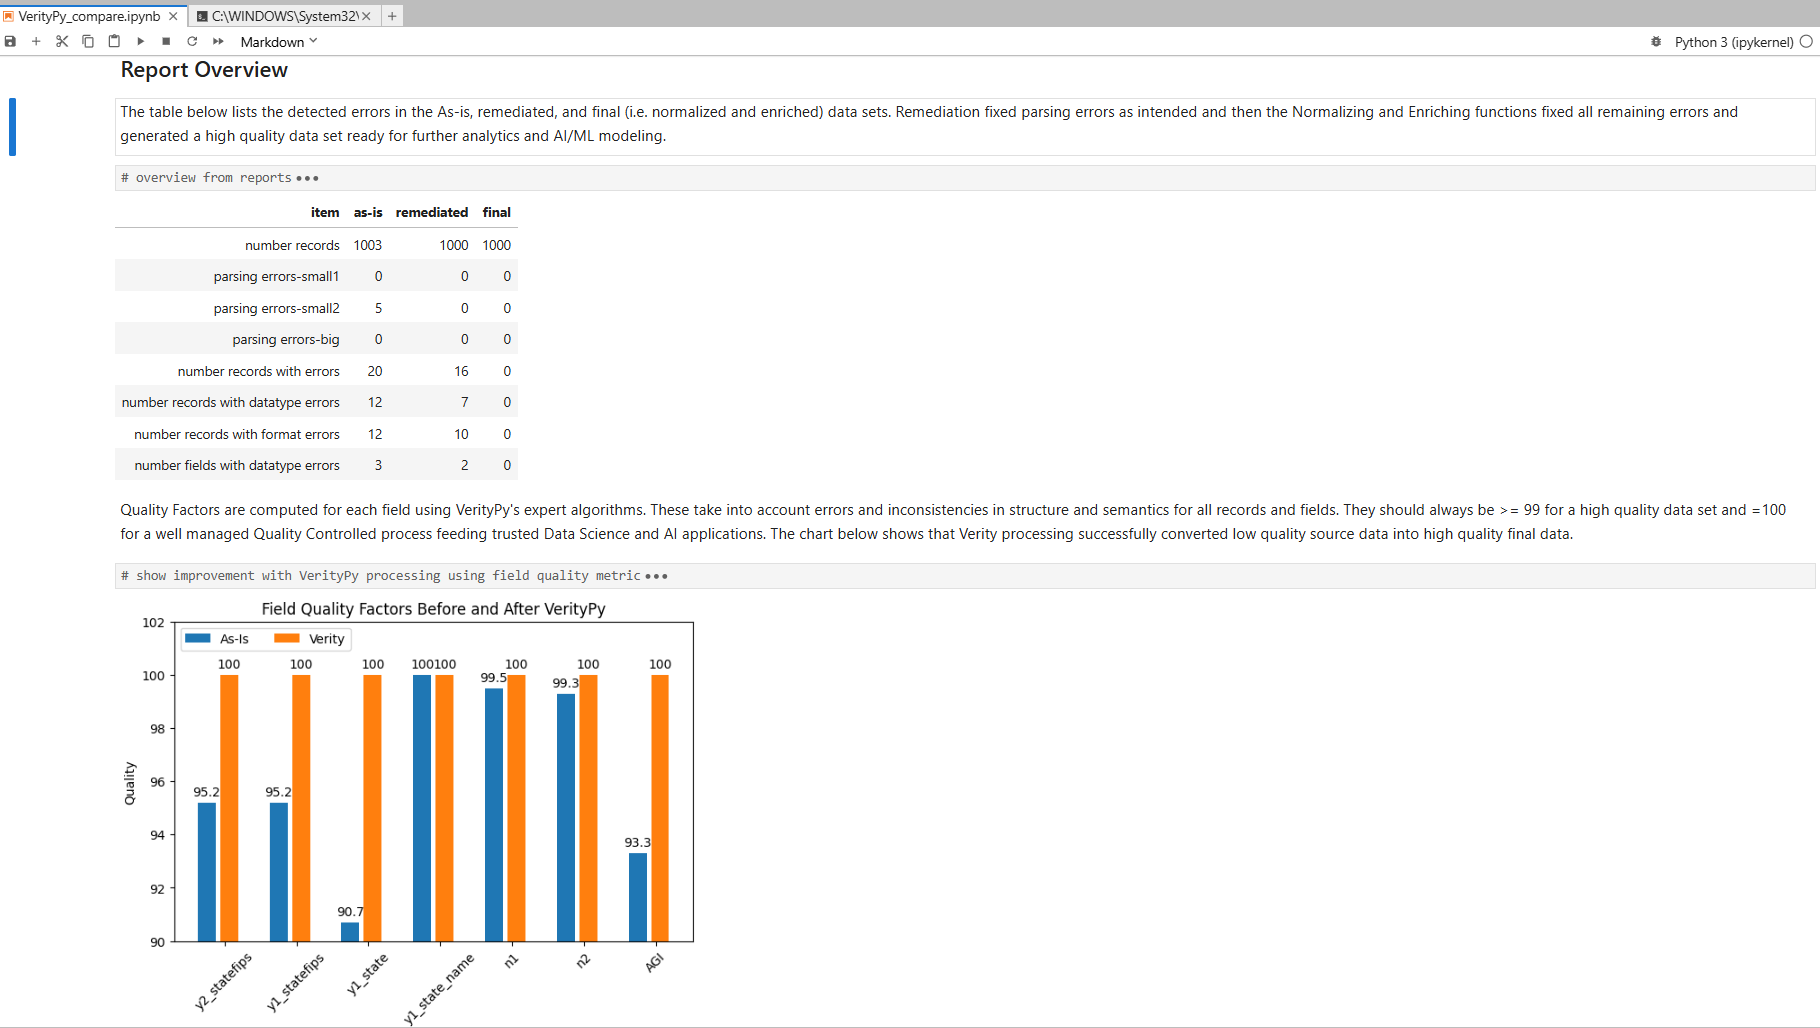 VerityPy_compare.ipynb
C:\WINDOWS\System32\
Markdown
Python 3 (ipykernel)
Report Overview
The table below lists the detected errors in the As-is, remediated, and final (i.e. normalized and enriched) data sets. Remediation fixed parsing errors as intended and then the Normalizing and Enriching functions fixed all remaining errors and
generated a high quality data set ready for further analytics and AI/ML modeling.
# overview from reports •••
item as-is remediated final
number records 1003 1000 1000
parsing errors-small1 0 0 0
parsing errors-small2 5 0 0
parsing errors-big 0 0 0
number records with errors 20 16 0
number records with datatype errors 12 7 0
number records with format errors 12 10 0
number fields with datatype errors 3 2 0
Quality Factors are computed for each field using VerityPy's expert algorithms. These take into account errors and inconsistencies in structure and semantics for all records and fields. They should always be >= 99 for a high quality data set and =100
for a well managed Quality Controlled process feeding trusted Data Science and AI applications. The chart below shows that Verity processing successfully converted low quality source data into high quality final data.
# show improvement with VerityPy processing using field quality metric •••
Field Quality Factors Before and After VerityPy
102
As-Is Verity
100 100 100 100 100 100 100 100
100
99.5 99.3
98
96
95.2 95.2
94
93.3
92
90.7
90
Quality
y2_statefips y1_statefips y1_state y1_state_name n1 n2 AGI